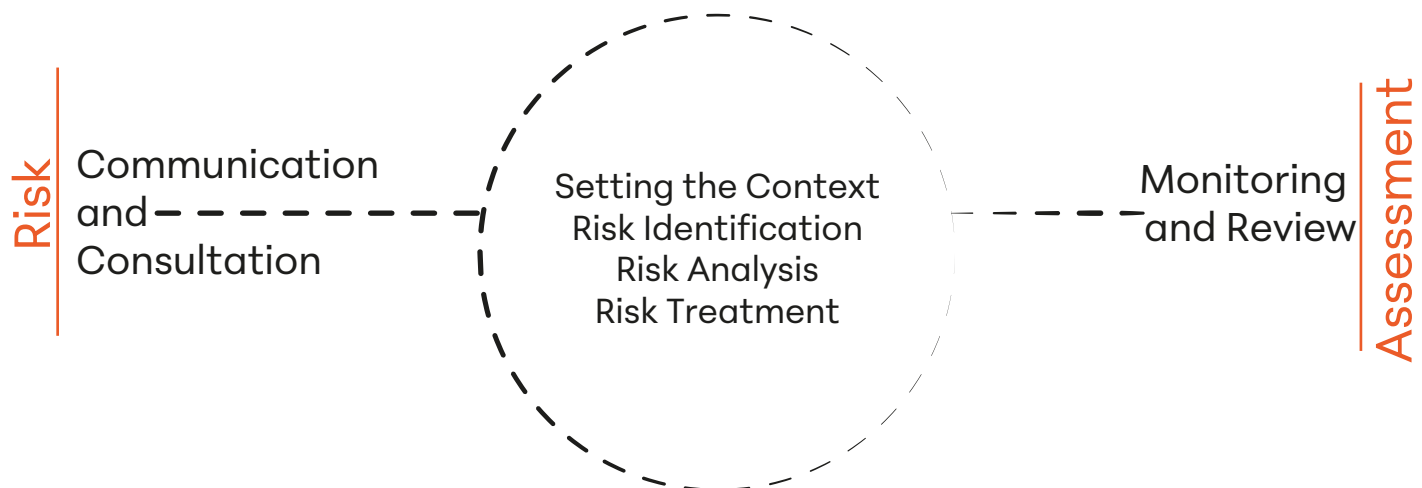 Risk
Communication
and
Consultation
Setting the Context
Risk Identification
Risk Analysis
Risk Treatment
Monitoring
and Review
Assessment